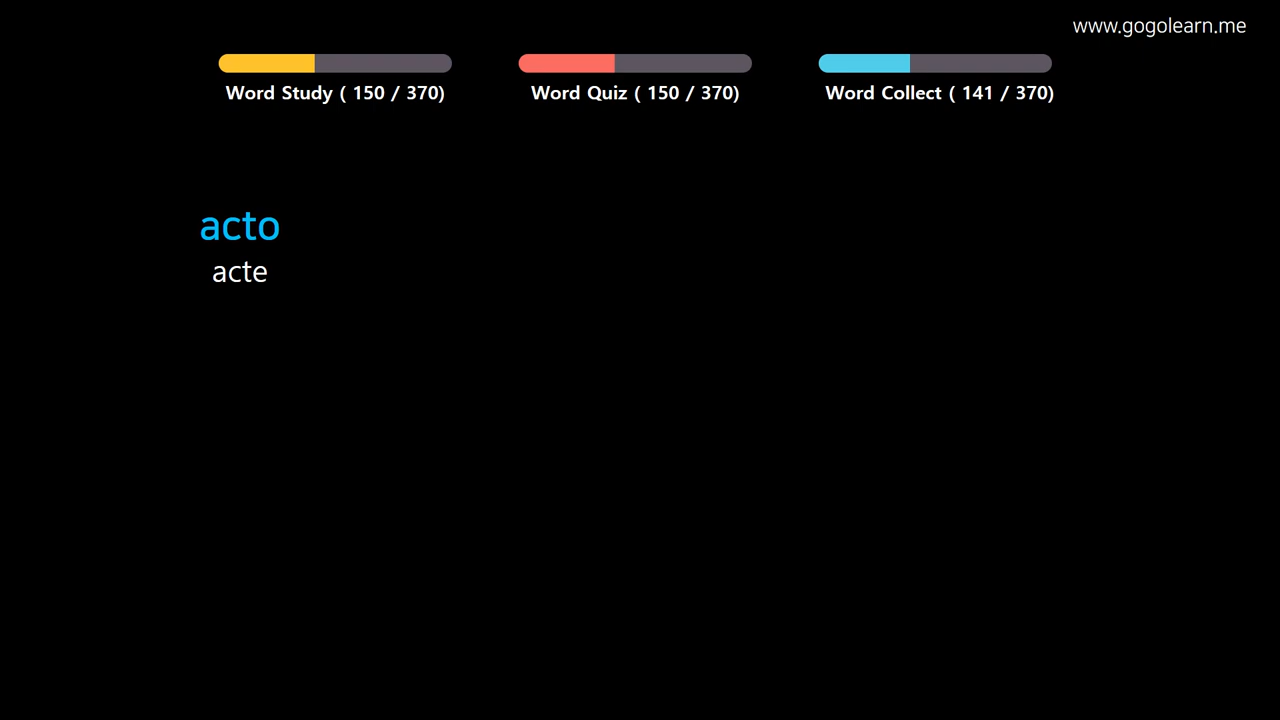 www.gogolearn.me
Word Study ( 150 / 370)
Word Quiz ( 150 / 370)
Word Collect ( 141 / 370)
acto
acte